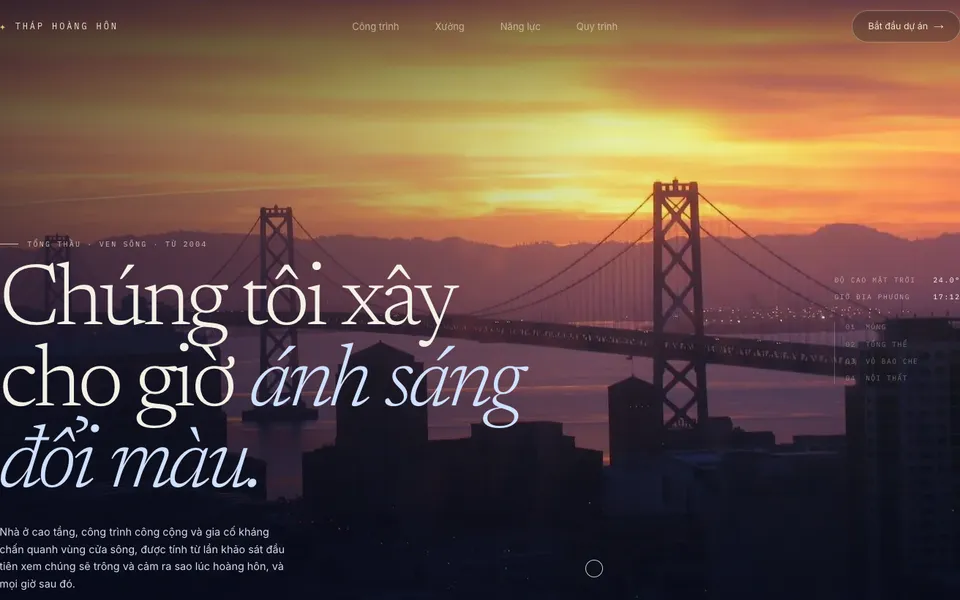 ✦ THÁP HOÀNG HÔN
Công trình
Xưởng
Năng lực
Quy trình
Bắt đầu dự án →
TỔNG THẦU · VEN SÔNG · TỪ 2004
Chúng tôi xây
cho giờ ánh sáng
đổi màu.
Nhà ở cao tầng, công trình công cộng và gia cố kháng
chấn quanh vùng cửa sông, được tính từ lần khảo sát đầu
tiên xem chúng sẽ trông và cảm ra sao lúc hoàng hôn, và
mọi giờ sau đó.
ĐỘ CAO MẶT TRỜI 24.0°
GIỜ ĐỊA PHƯƠNG 17:12
01 MÓNG
02 TỔNG THỂ
03 VỎ BAO CHE
04 NỘI THẤT